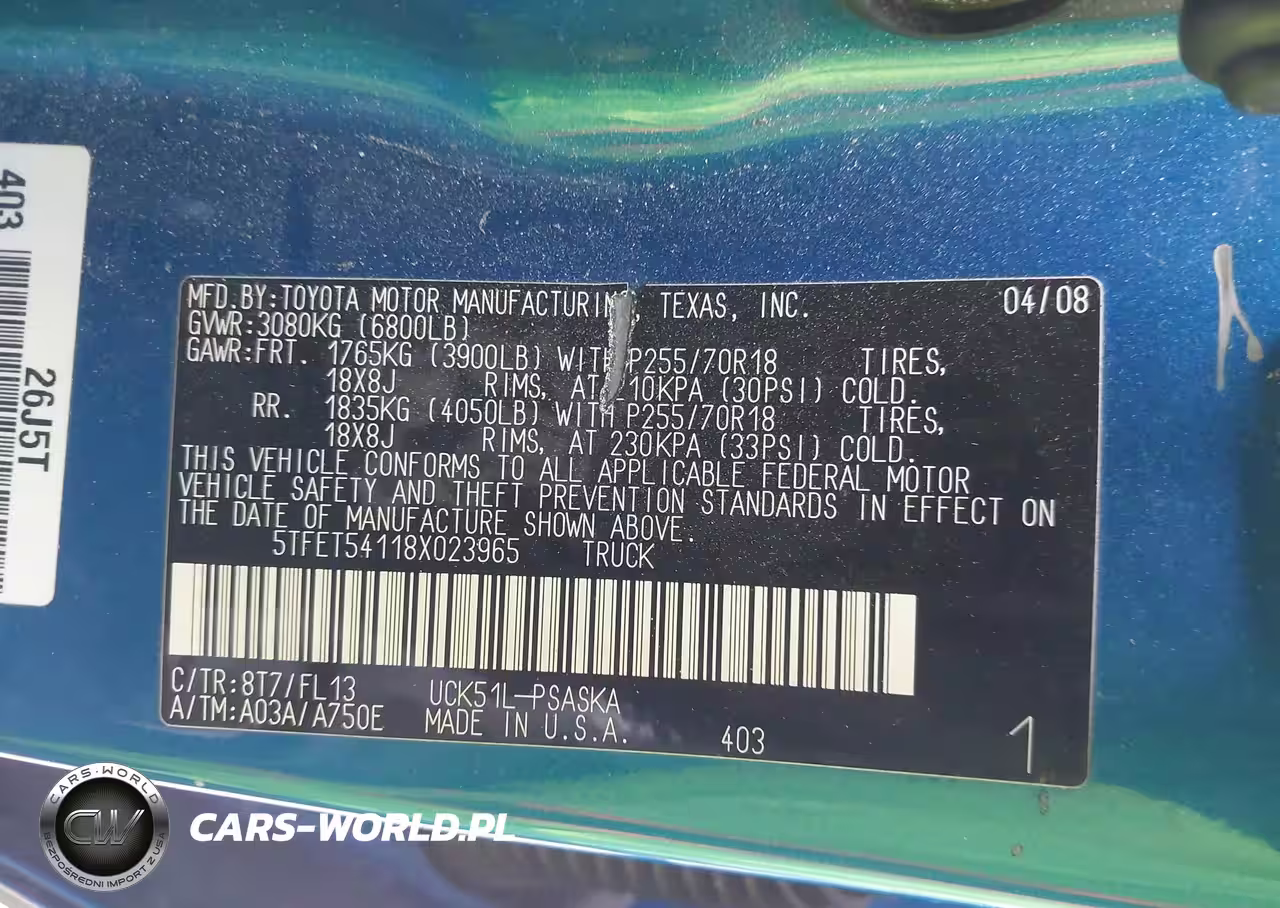 403
26J5T
MFD.BY:TOYOTA MOTOR MANUFACTURIN , TEXAS, INC. 04/08
GVWR:3080KG (6800LB)
GAWR:FRT. 1765KG (3900LB) WITH P255/70R18 TIRES,
18X8J RIMS, AT 10KPA (30PSI) COLD.
RR. 1835KG (4050LB) WITH P255/70R18 TIRES,
18X8J RIMS, AT 230KPA (33PSI) COLD.
THIS VEHICLE CONFORMS TO ALL APPLICABLE FEDERAL MOTOR
VEHICLE SAFETY AND THEFT PREVENTION STANDARDS IN EFFECT ON
THE DATE OF MANUFACTURE SHOWN ABOVE.
5TFET54118X023965 TRUCK
C/TR:8T7/FL13 UCK51L-PSASKA
A/TM:A03A/A750E MADE IN U.S.A. 403
1
CARS-WORLD
CW
BEZPOŚREDNI IMPORT Z USA
CARS-WORLD.PL